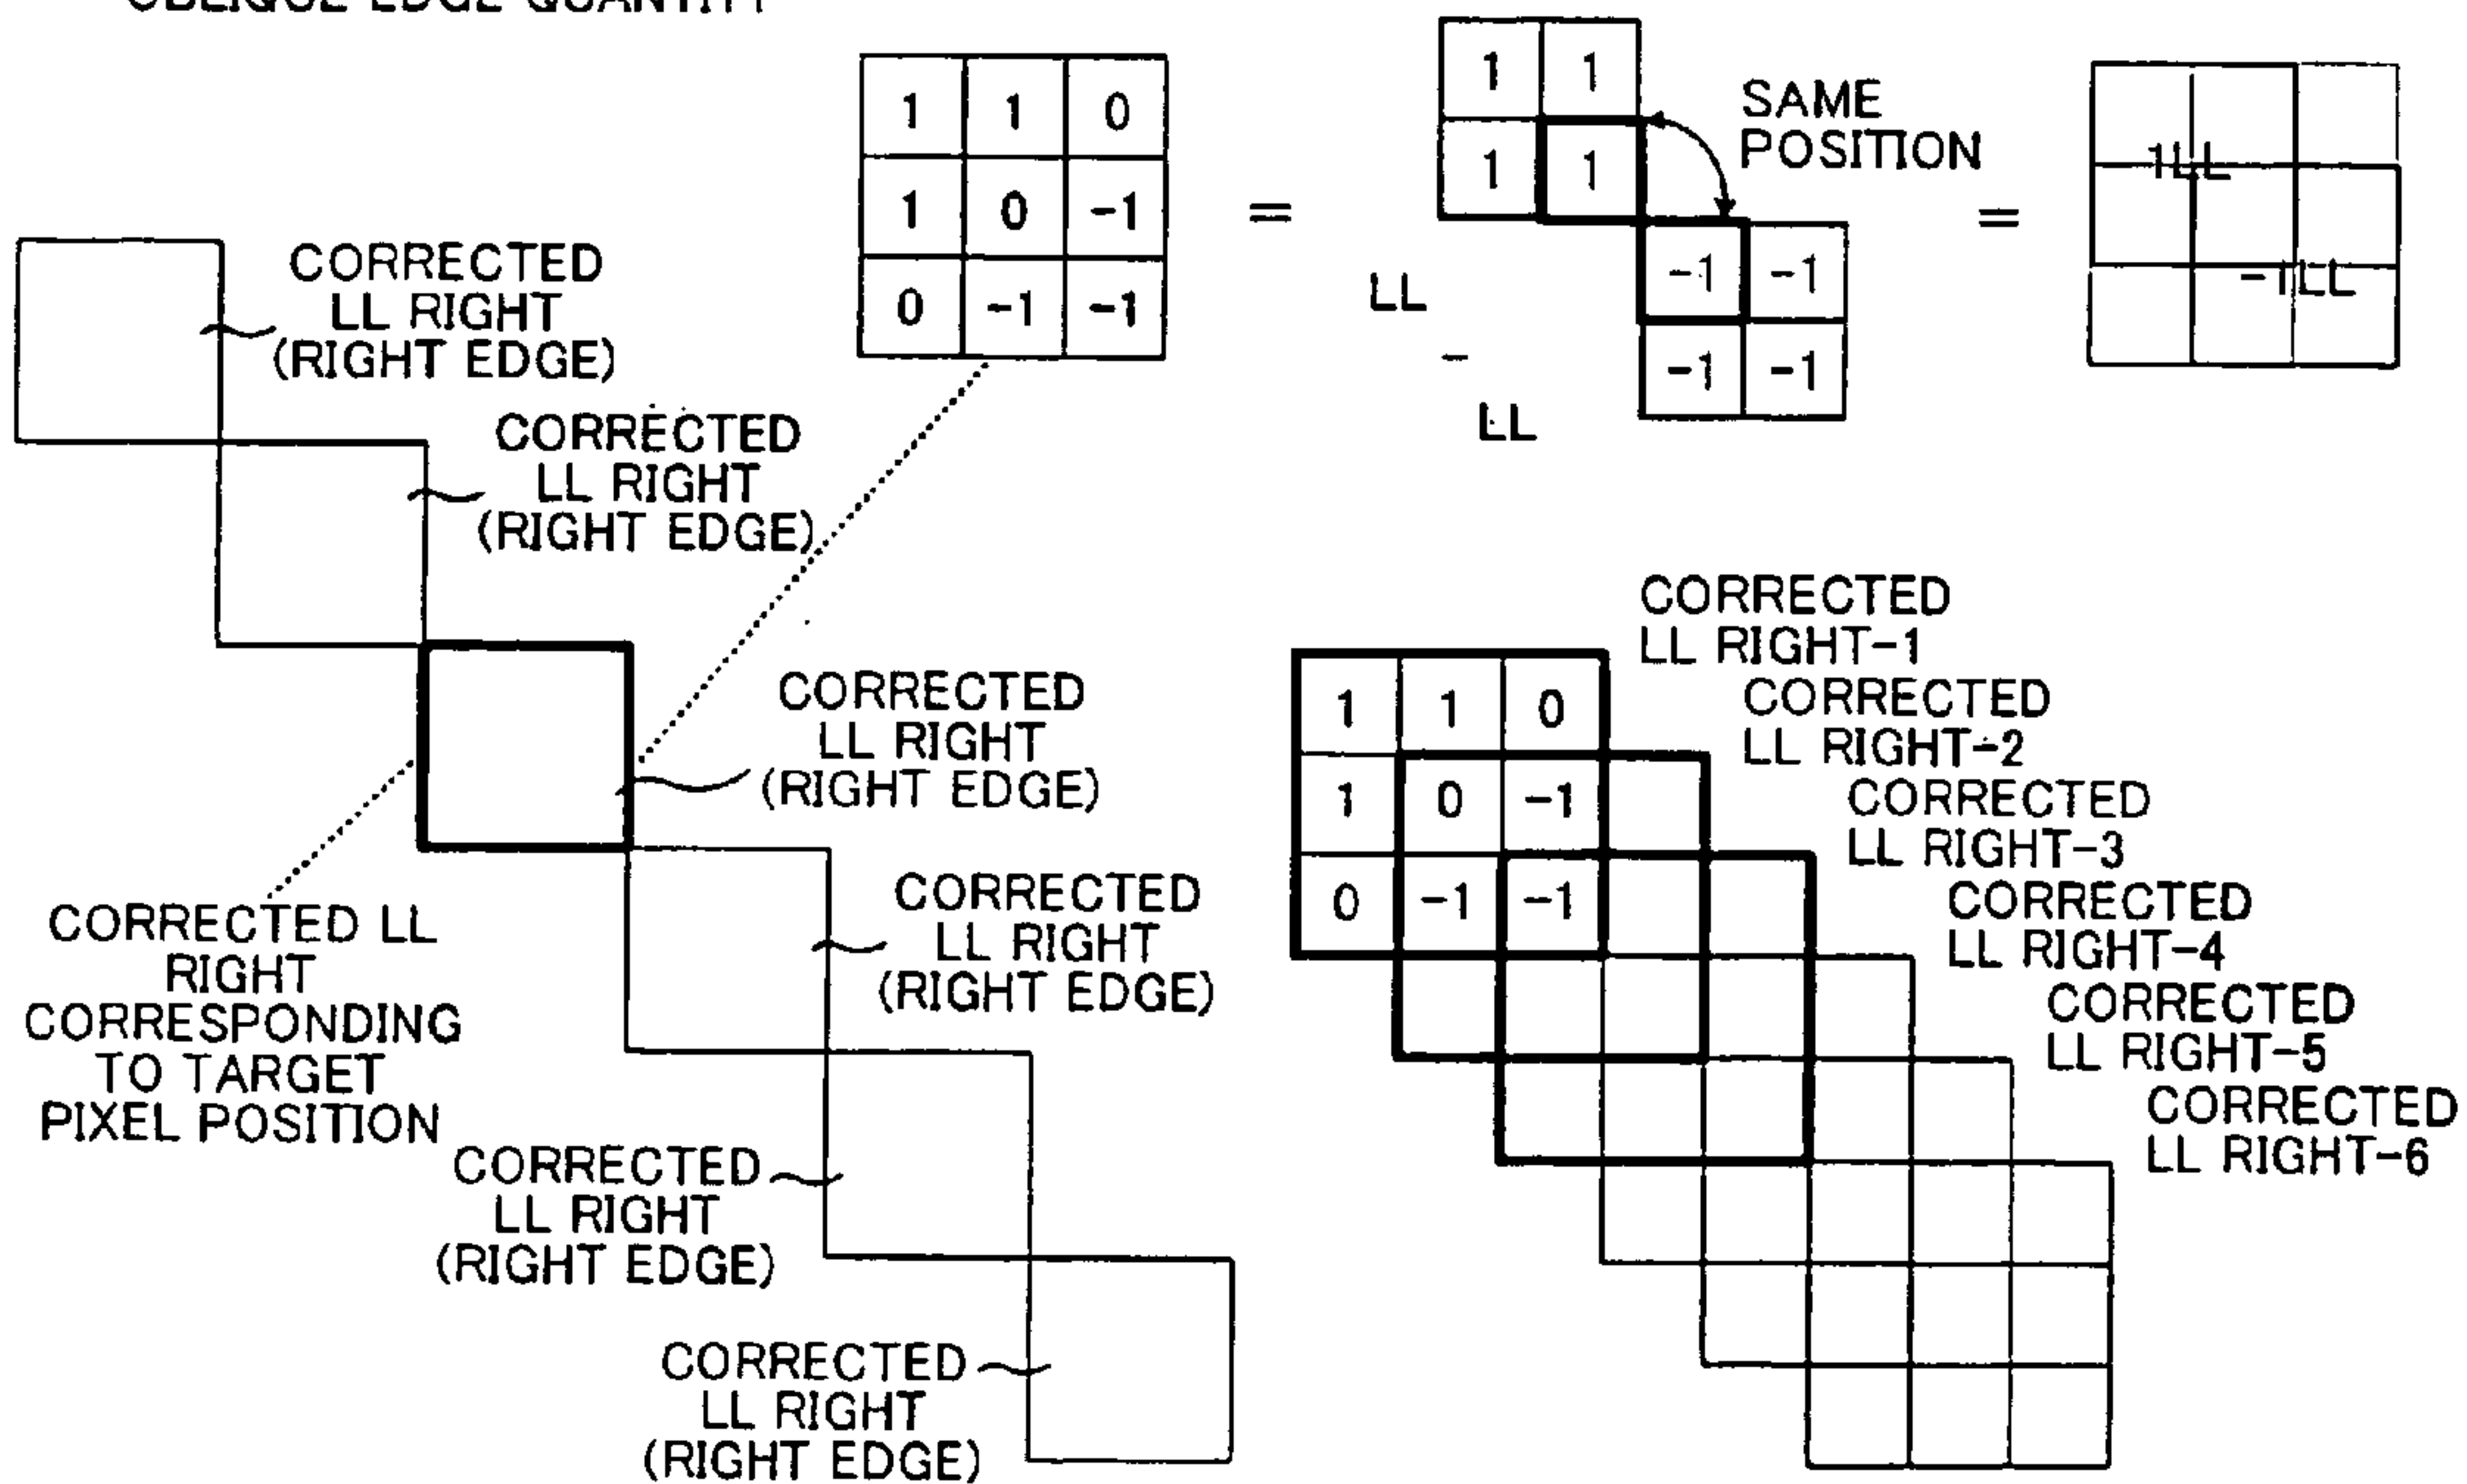 OBLIQUE EDGE QUANTITY
1 1 0
1 0 -1
0 -1 -1
=
1 1
1 1
SAME
POSITION
-1 -1
-1 -1
LL
-
LL
=
1LL
-1LL
CORRECTED
LL RIGHT
(RIGHT EDGE)
CORRECTED
LL RIGHT
(RIGHT EDGE)
CORRECTED
LL RIGHT
(RIGHT EDGE)
CORRECTED LL
RIGHT
CORRESPONDING
TO TARGET
PIXEL POSITION
CORRECTED
LL RIGHT
(RIGHT EDGE)
CORRECTED
LL RIGHT
(RIGHT EDGE)
CORRECTED
LL RIGHT
(RIGHT EDGE)
CORRECTED
LL RIGHT-1
CORRECTED
LL RIGHT-2
CORRECTED
LL RIGHT-3
CORRECTED
LL RIGHT-4
CORRECTED
LL RIGHT-5
CORRECTED
LL RIGHT-6
1 1 0
1 0 -1
0 -1 -1